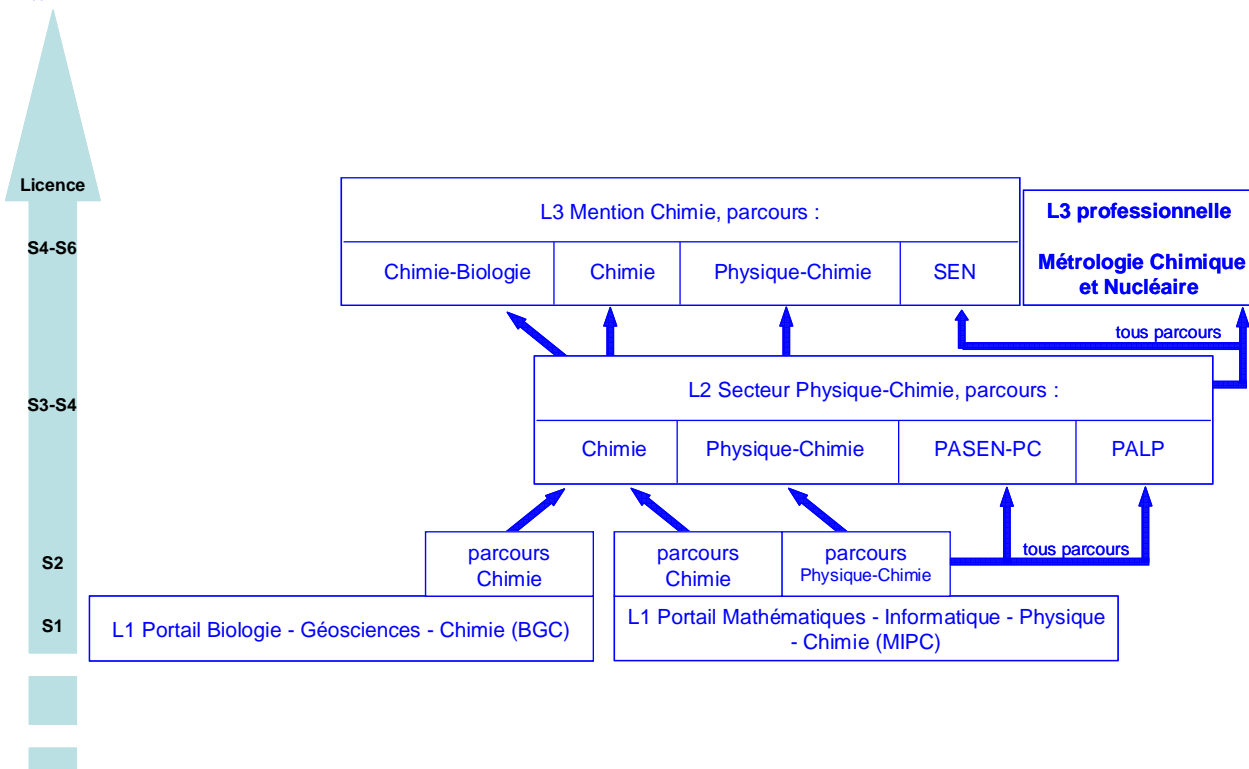 Licence
S4-S6
L3 Mention Chimie, parcours :
Chimie-Biologie
Chimie
Physique-Chimie
SEN
L3 professionnelle
Métrologie Chimique
et Nucléaire
tous parcours
S3-S4
L2 Secteur Physique-Chimie, parcours :
Chimie
Physique-Chimie
PASEN-PC
PALP
S2
parcours
Chimie
parcours
Chimie
parcours
Physique-Chimie
tous parcours
S1
L1 Portail Biologie - Géosciences - Chimie (BGC)
L1 Portail Mathématiques - Informatique - Physique
- Chimie (MIPC)